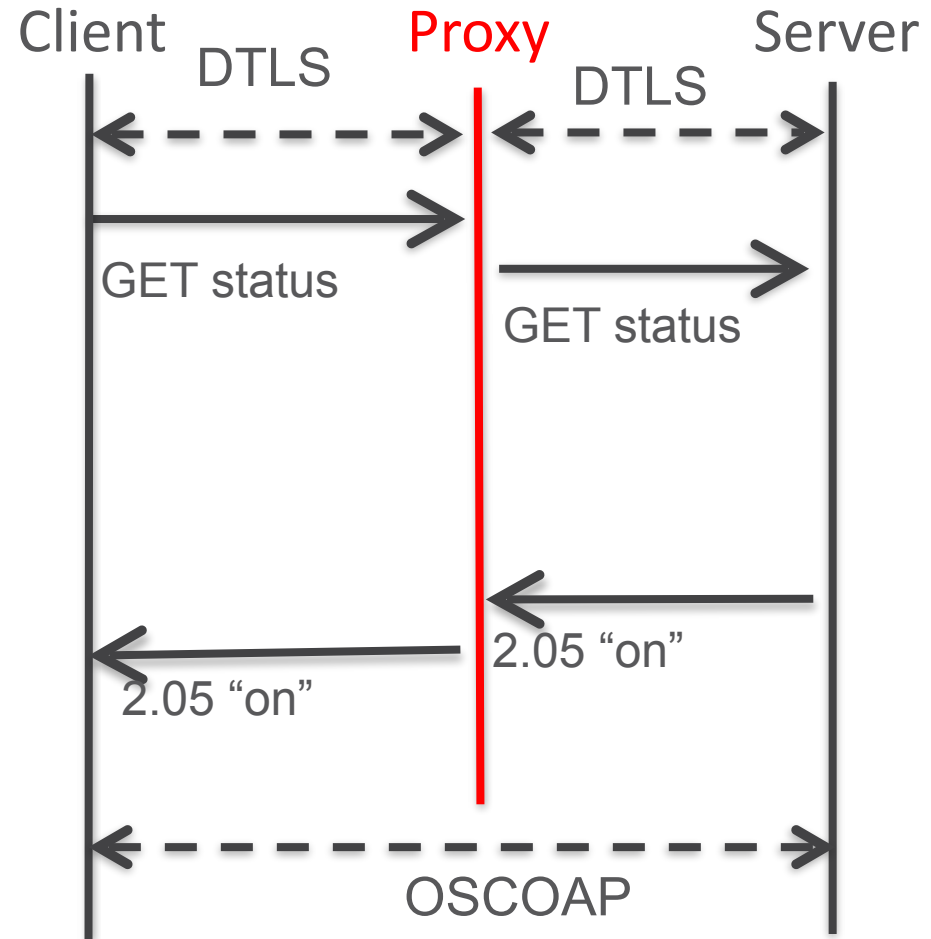 Client
Proxy
Server
DTLS
DTLS
GET status
GET status
2.05 “on”
2.05 “on”
OSCOAP